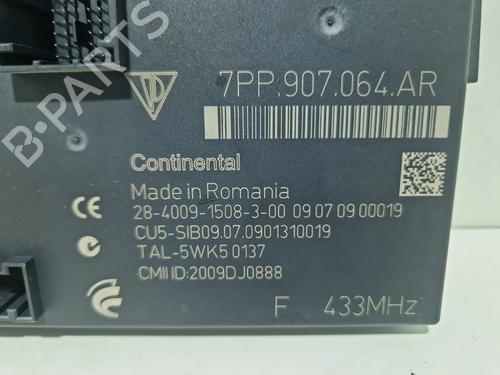 B-PARTS
7PP.907.064.AR
Continental
Made in Romania
28-4009-1508-3-00 09 07 09 00019
CU5-SIB09.07.0901310019
TAL-5WK5 0137
CMII ID:2009DJ0888
F 433MHz